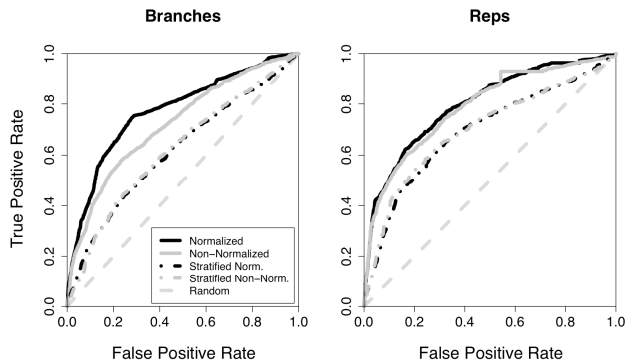 Branches
True Positive Rate
1.0
0.8
0.6
0.4
0.2
0.0
0.0 0.2 0.4 0.6 0.8 1.0
False Positive Rate
Normalized
Non-Normalized
Stratified Norm.
Stratified Non-Norm.
Random
Reps
1.0
0.8
0.6
0.4
0.2
0.0
0.0 0.2 0.4 0.6 0.8 1.0
False Positive Rate